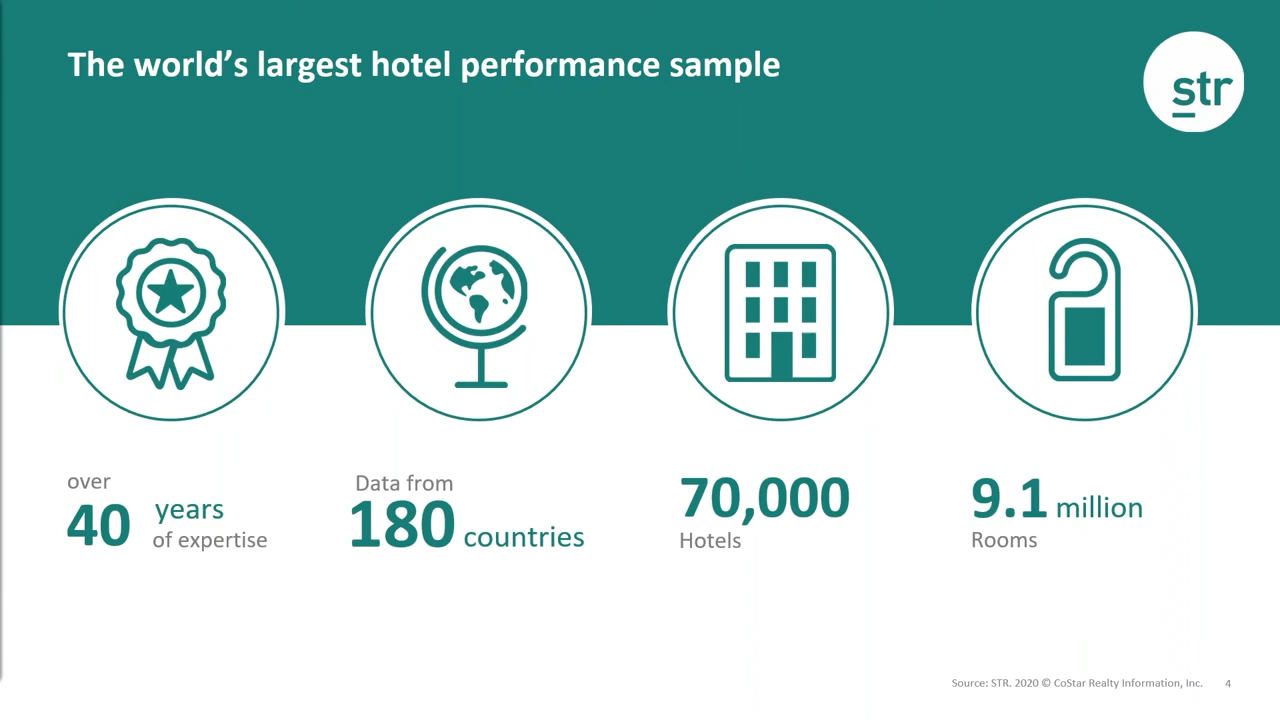 The world’s largest hotel performance sample
str
over
40 years
of expertise
Data from
180 countries
70,000
Hotels
9.1 million
Rooms
Source: STR. 2020 © CoStar Realty Information, Inc. 4